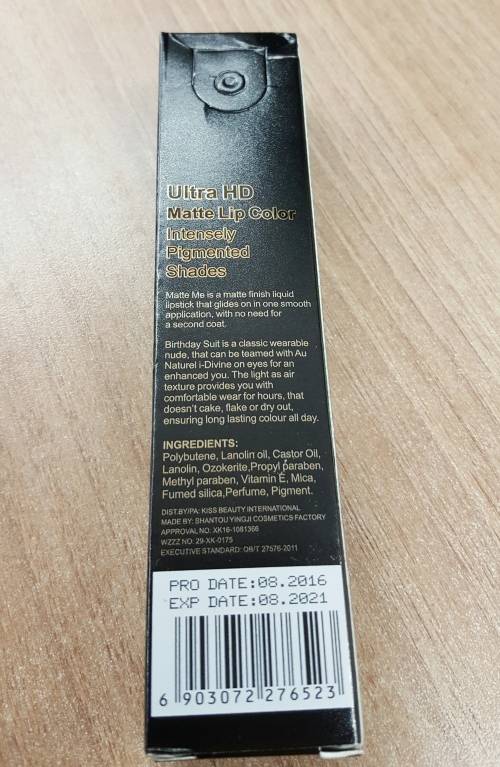 Ultra HD
Matte Lip Color
Intensely
Pigmented
Shades
Matte Me is a matte finish liquid
lipstick that glides on in one smooth
application, with no need for
a second coat.
Birthday Suit is a classic wearable
nude, that can be teamed with Au
Naturel i-Divine on eyes for an
enhanced you. The light as air
texture provides you with
comfortable wear for hours, that
doesn't cake, flake or dry out,
ensuring long lasting colour all day.
INGREDIENTS:
Polybutene, Lanolin oil, Castor Oil,
Lanolin, Ozokerite,Propyl paraben,
Methyl paraben, Vitamin E, Mica,
Fumed silica,Perfume, Pigment.
DIST.BY/PA: KISS BEAUTY INTERNATIONAL
MADE BY: SHANTOU YINGJI COSMETICS FACTORY
APPROVAL NO: XK16-1081366
WZZZ NO: 29-XK-0175
EXECUTIVE STANDARD: QB/T 27576-2011
PRO DATE:08.2016
EXP DATE:08.2021
6 903072 276523